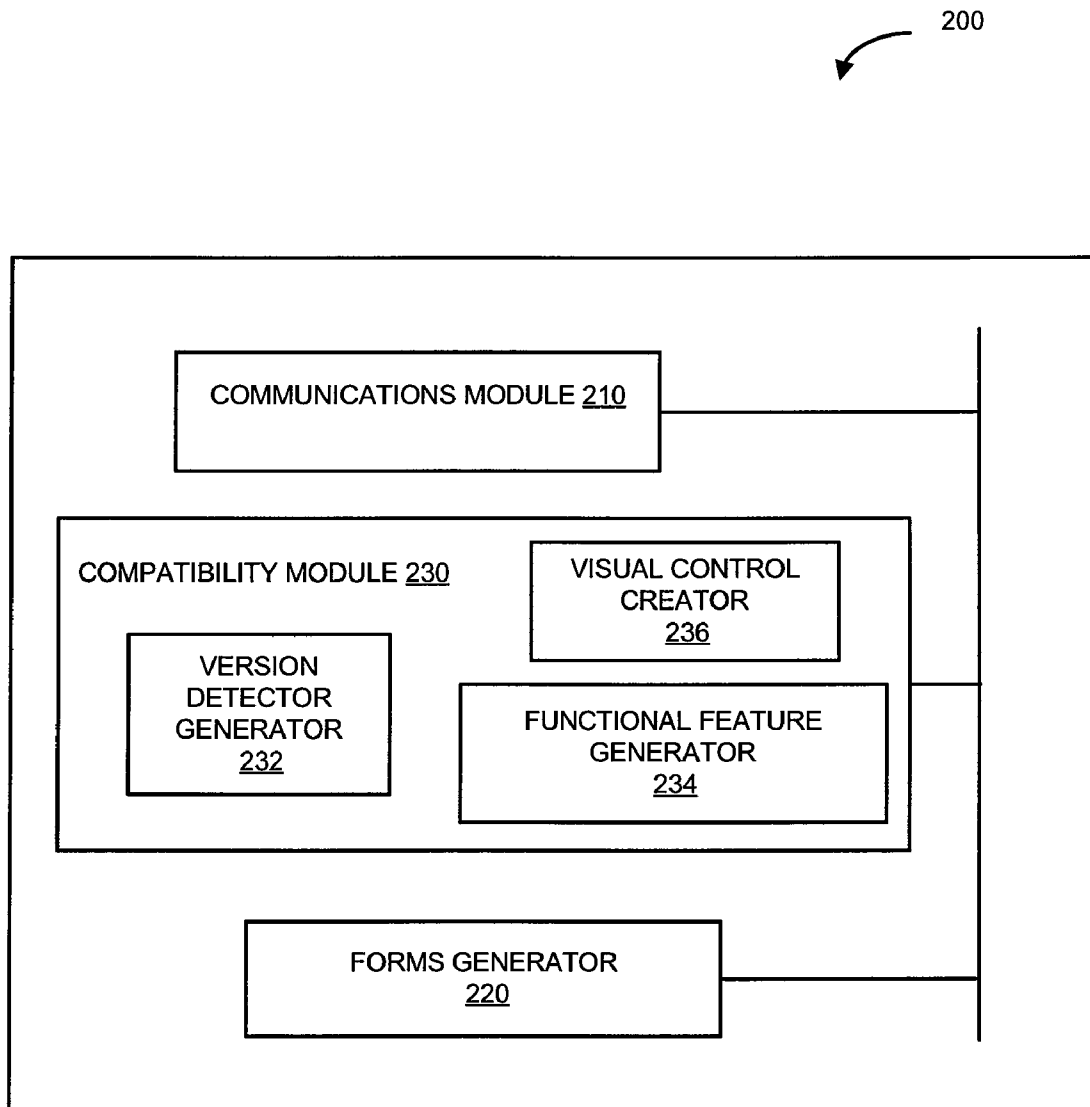 200
COMMUNICATIONS MODULE 210
COMPATIBILITY MODULE 230
VISUAL CONTROL
CREATOR
236
VERSION
DETECTOR
GENERATOR
232
FUNCTIONAL FEATURE
GENERATOR
234
FORMS GENERATOR
220